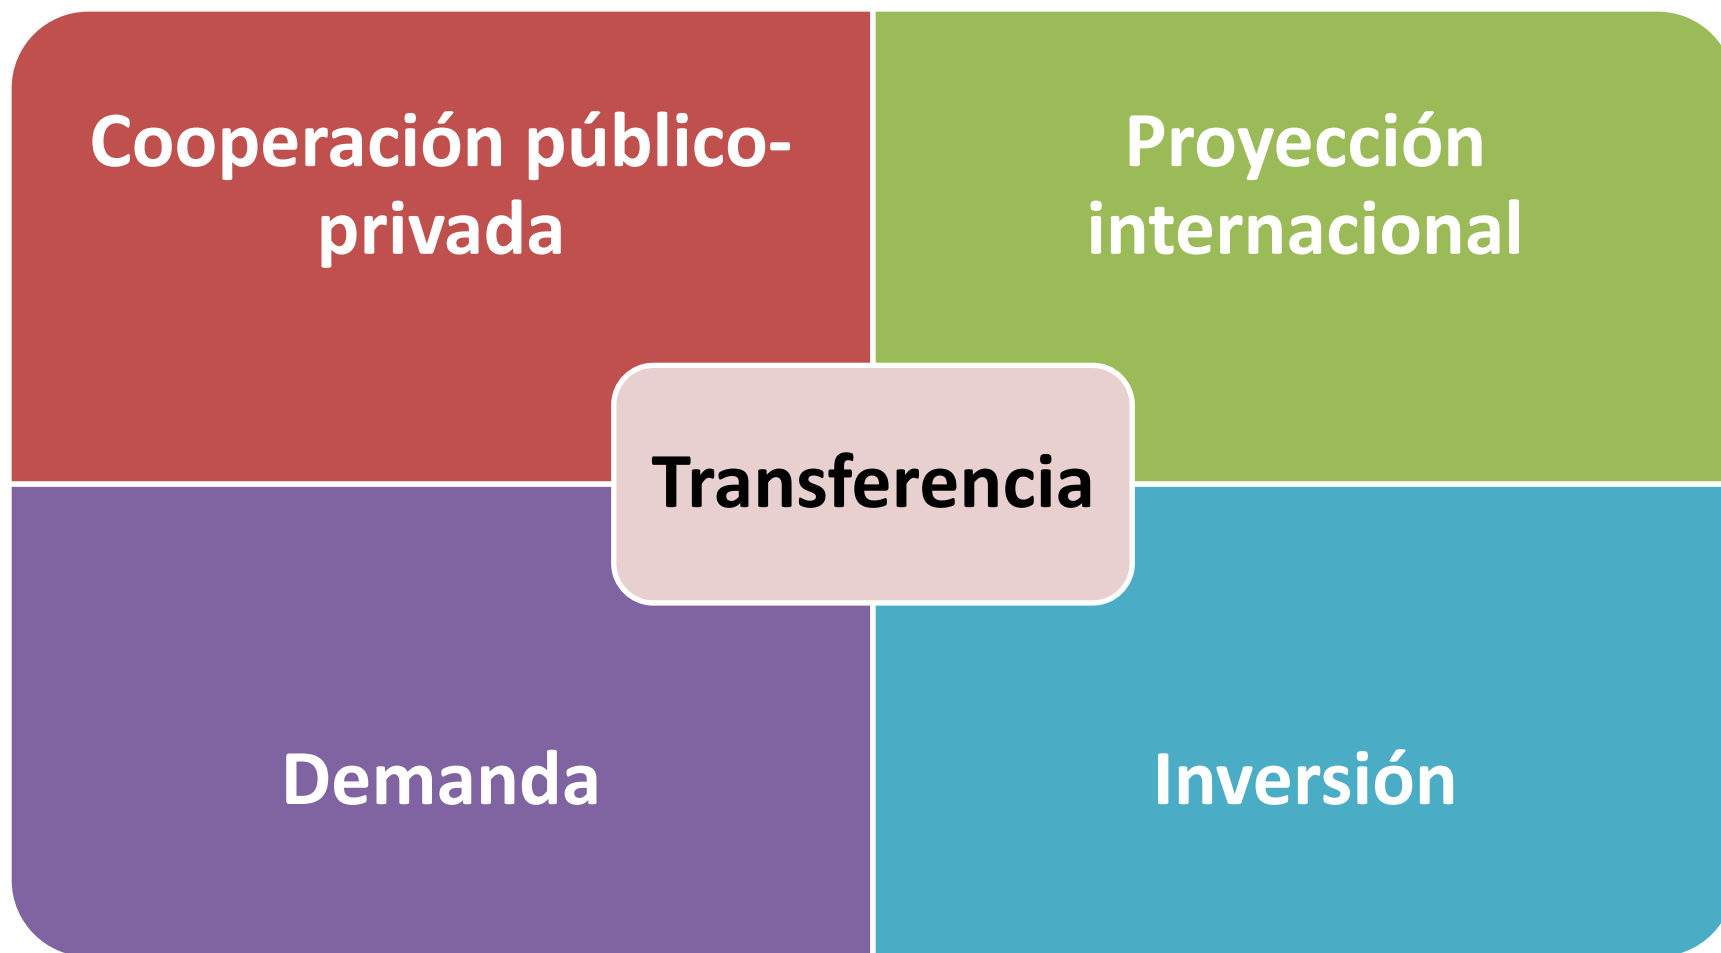 Cooperación público-
privada
Proyección
internacional
Transferencia
Demanda
Inversión